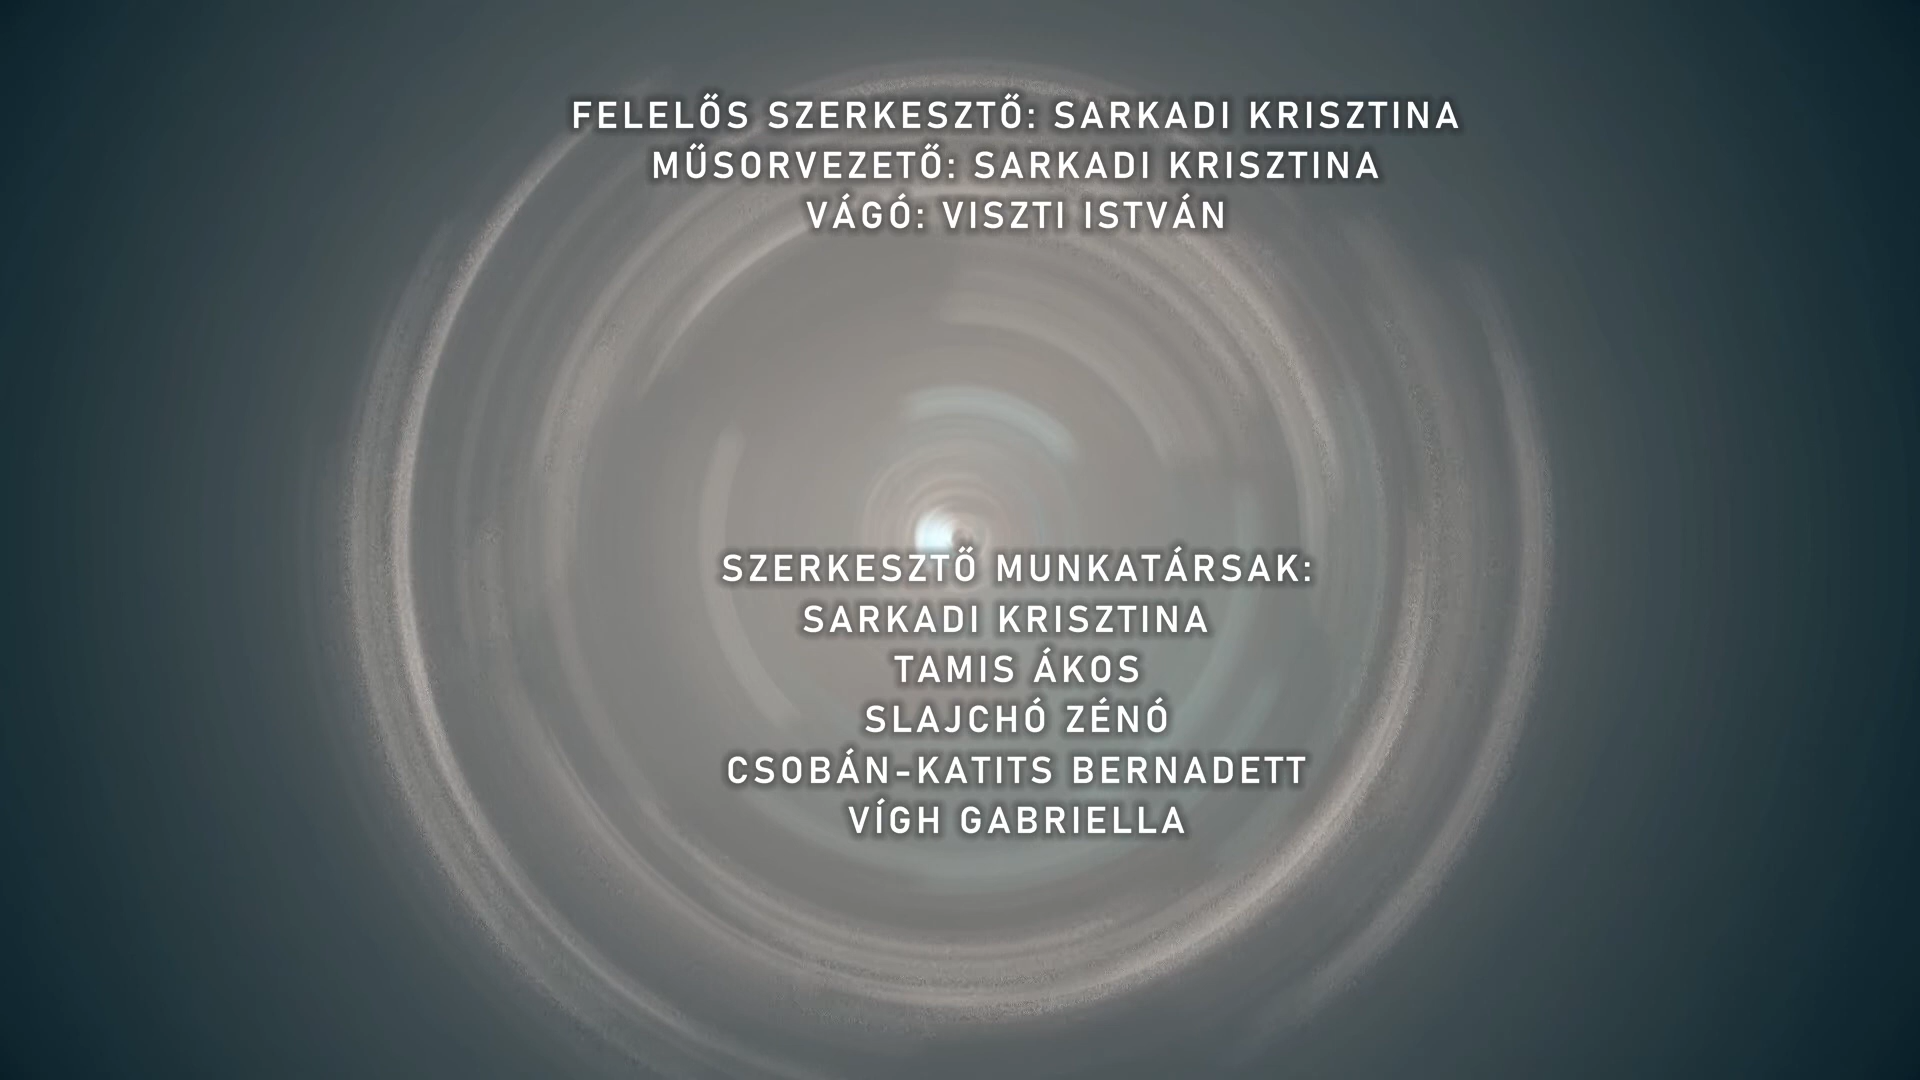 FELELŐS SZERKESZTŐ: SARKADI KRISZTINA
MŰSORVEZETŐ: SARKADI KRISZTINA
VÁGÓ: VISZTI ISTVÁN
SZERKESZTŐ MUNKATÁRSAK:
SARKADI KRISZTINA
TAMIS ÁKOS
SLAJCHÓ ZÉNÓ
CSOBÁN-KATITS BERNADETT
VÍGH GABRIELLA